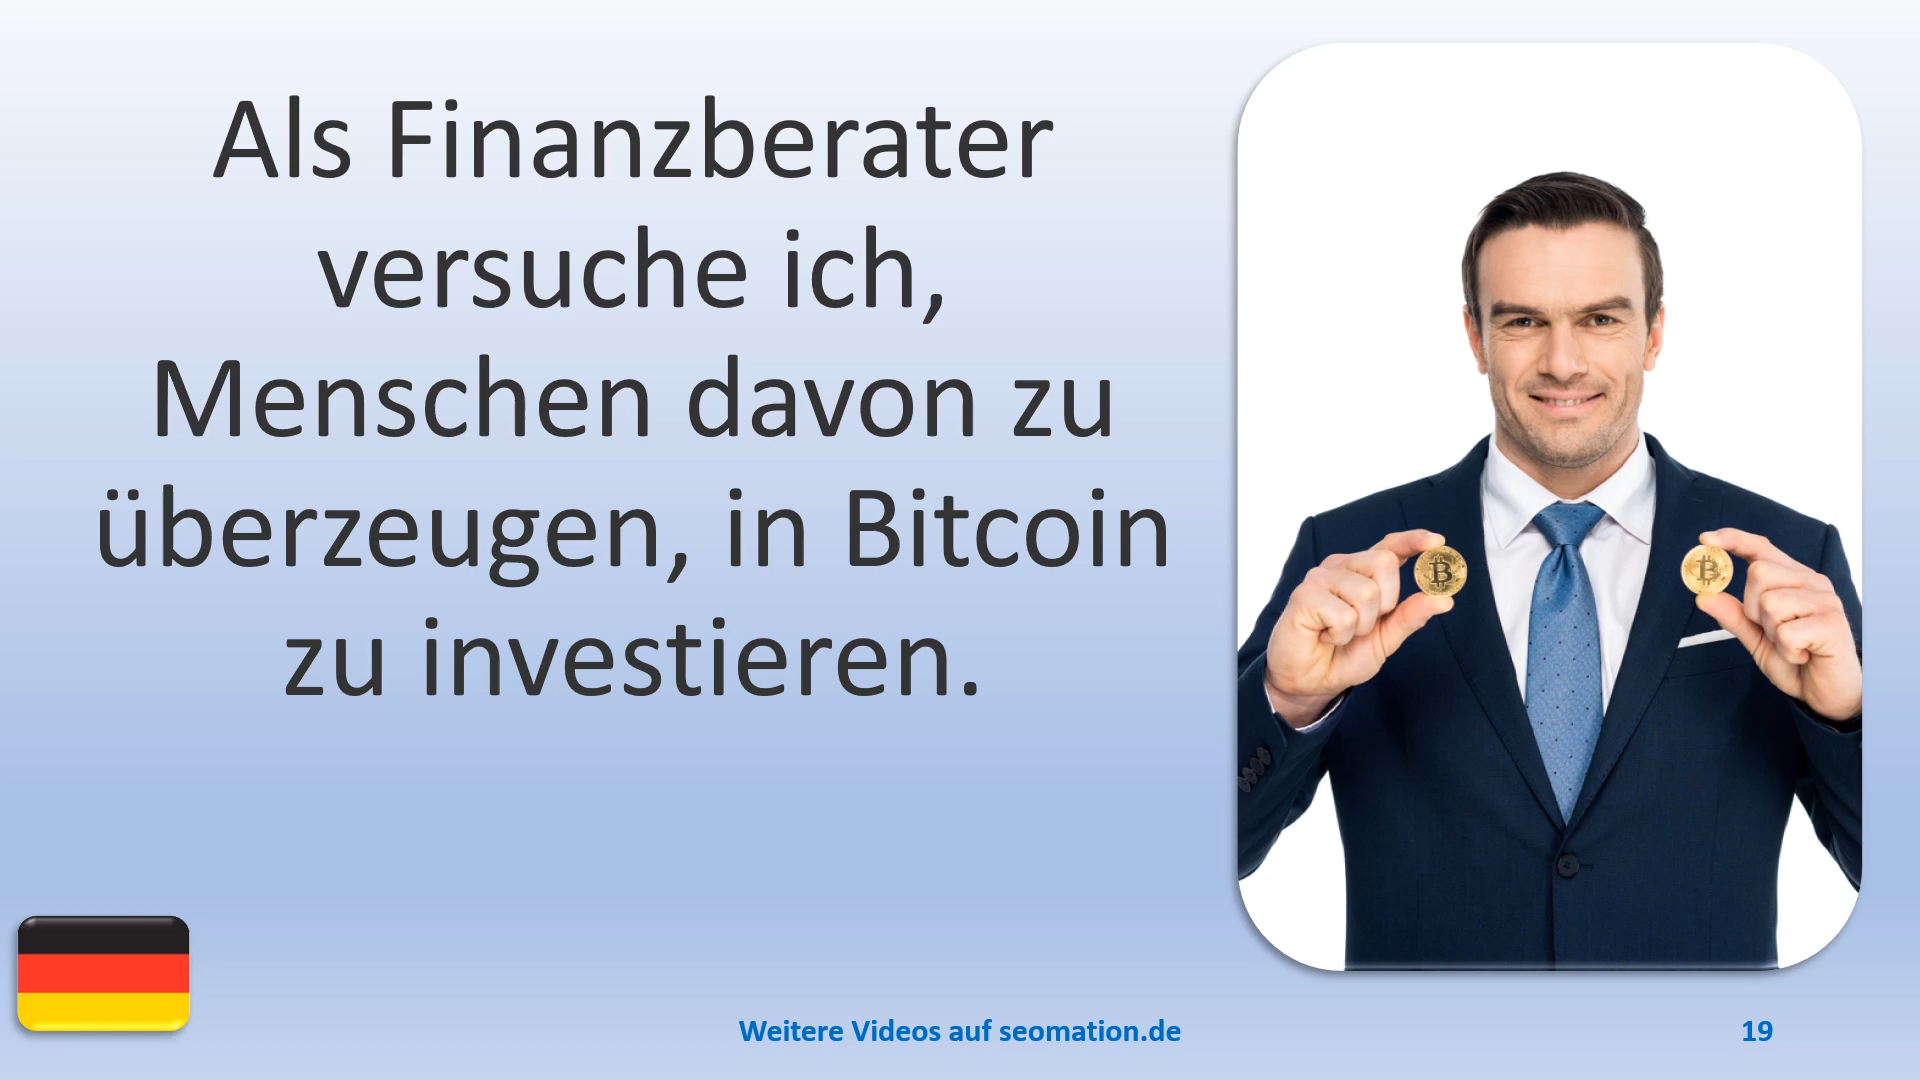 Als Finanzberater
versuche ich,
Menschen davon zu
überzeugen, in Bitcoin
zu investieren.
Weitere Videos auf seomation.de
19